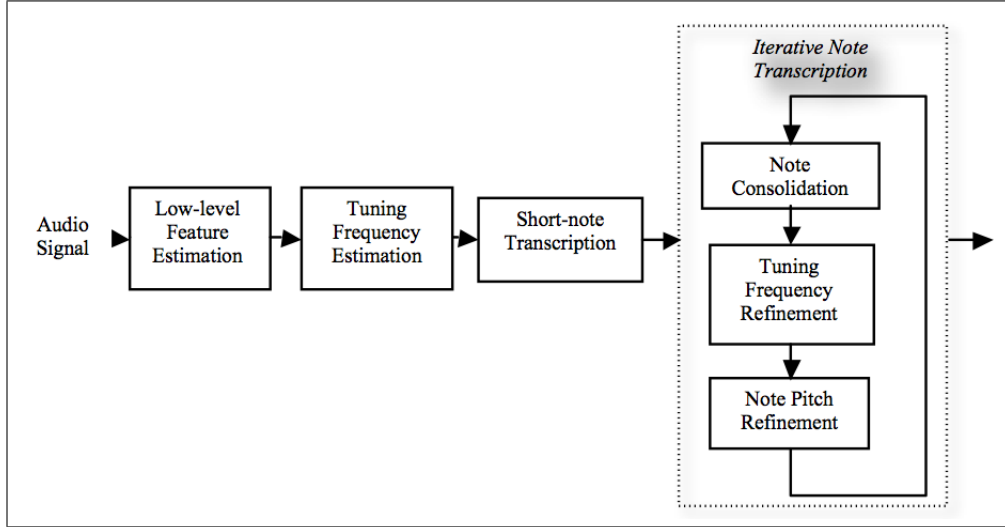 Audio
Signal
Low-level
Feature
Estimation
Tuning
Frequency
Estimation
Short-note
Transcription
Iterative Note
Transcription
Note
Consolidation
Tuning
Frequency
Refinement
Note Pitch
Refinement